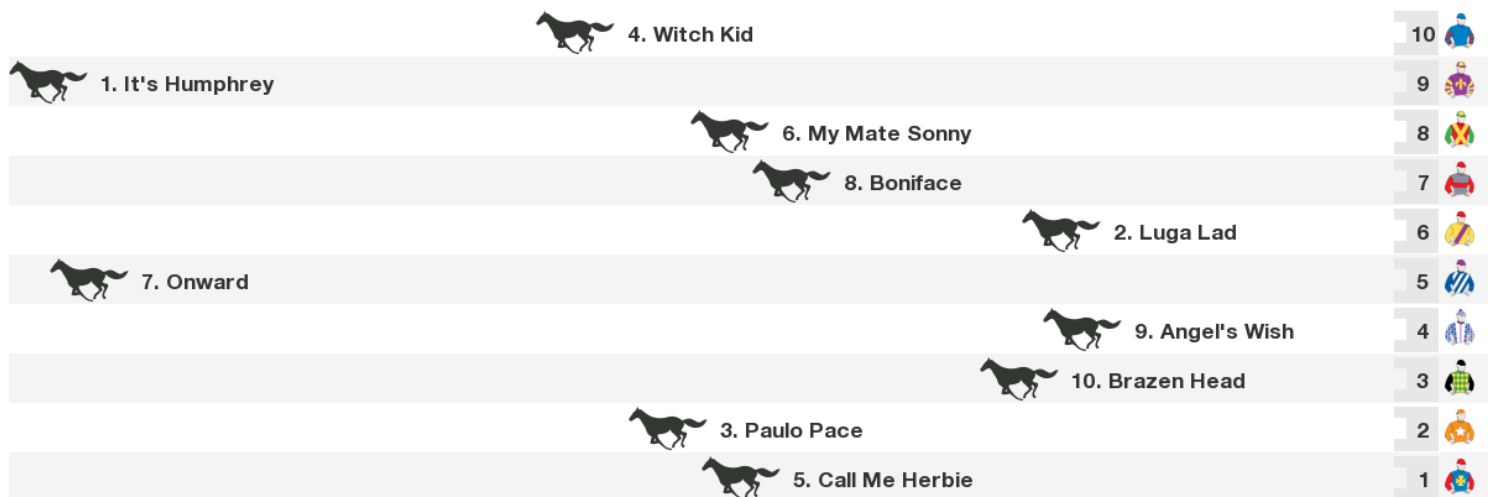 4. Witch Kid 10
1. It's Humphrey 9
6. My Mate Sonny 8
8. Boniface 7
2. Luga Lad 6
7. Onward 5
9. Angel's Wish 4
10. Brazen Head 3
3. Paulo Pace 2
5. Call Me Herbie 1